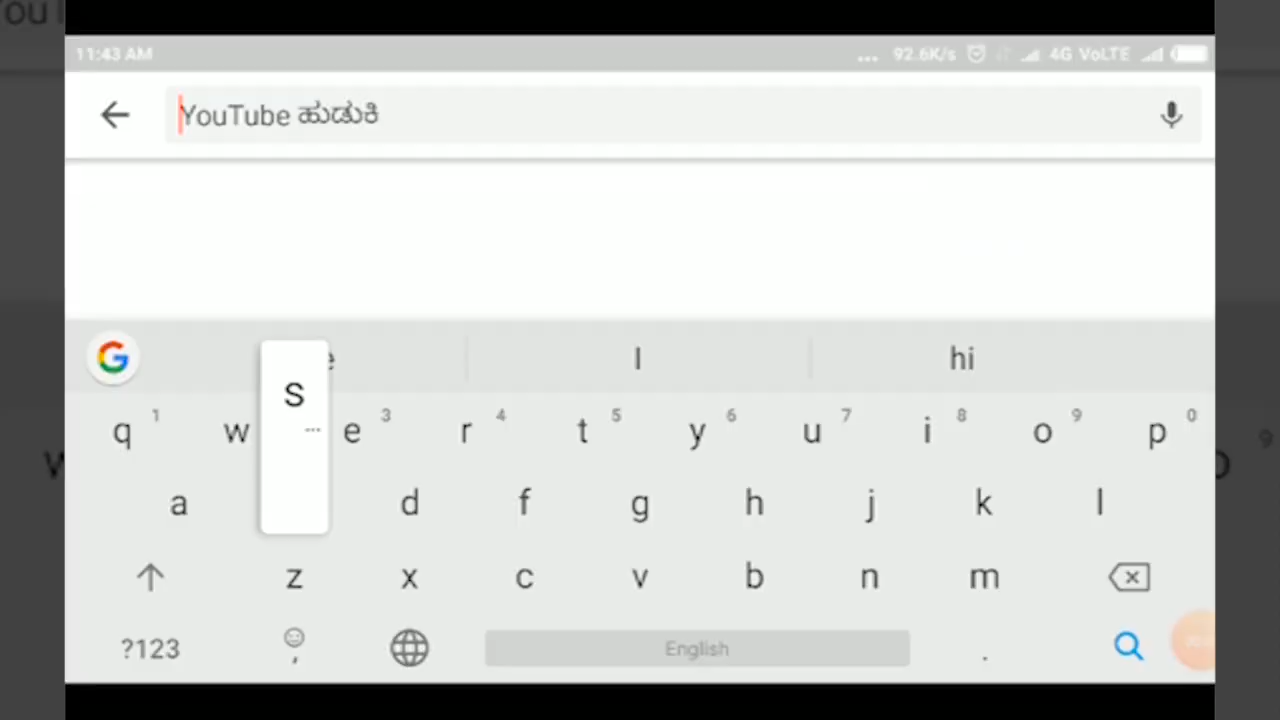 11:43 AM ... 92.6K/s 4G VoLTE
YouTube ಹುಡುಕಿ
I hi
q 1 w e 3 r 4 t 5 y 6 u 7 i 8 o 9 p 0
S
a d f g h j k l
z x c v b n m
?123 , English .